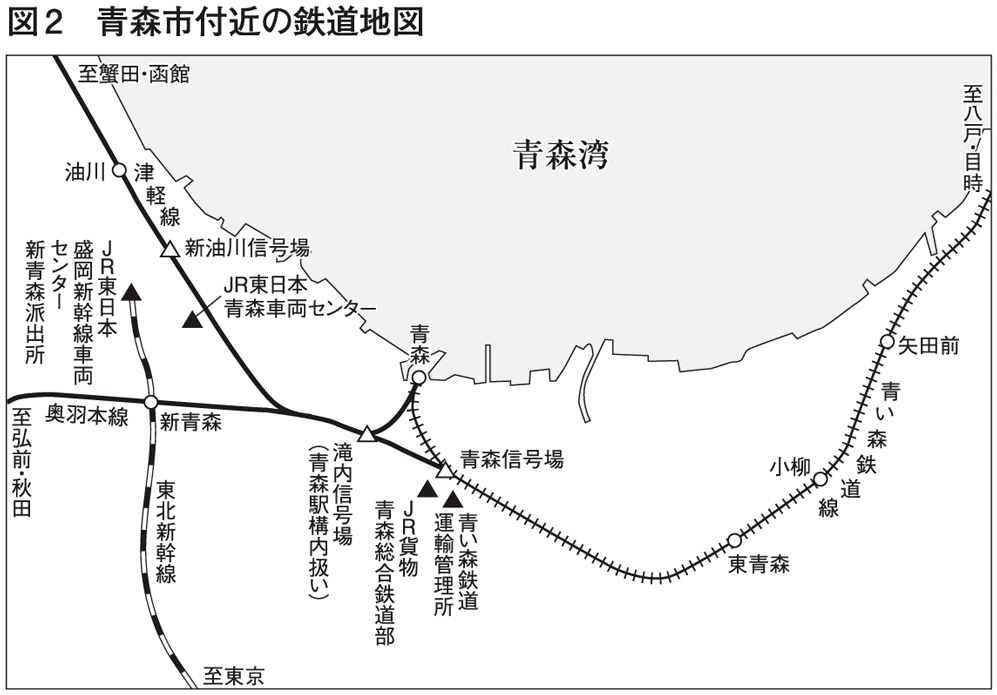 図2 青森市付近の鉄道地図
至蟹田・函館
青森湾
至八戸・目時
油川
津軽線
新油川信号場
JR東日本
盛岡新幹線車両
センター
新青森派出所
JR東日本
青森車両センター
青森
矢田前
奥羽本線
新青森
至弘前・秋田
滝内信号場
(青森駅構内扱い)
青森信号場
青い森鉄道線
小柳
東青森
JR貨物
青森総合鉄道部
青い森鉄道
運輸管理所
東北新幹線
至東京